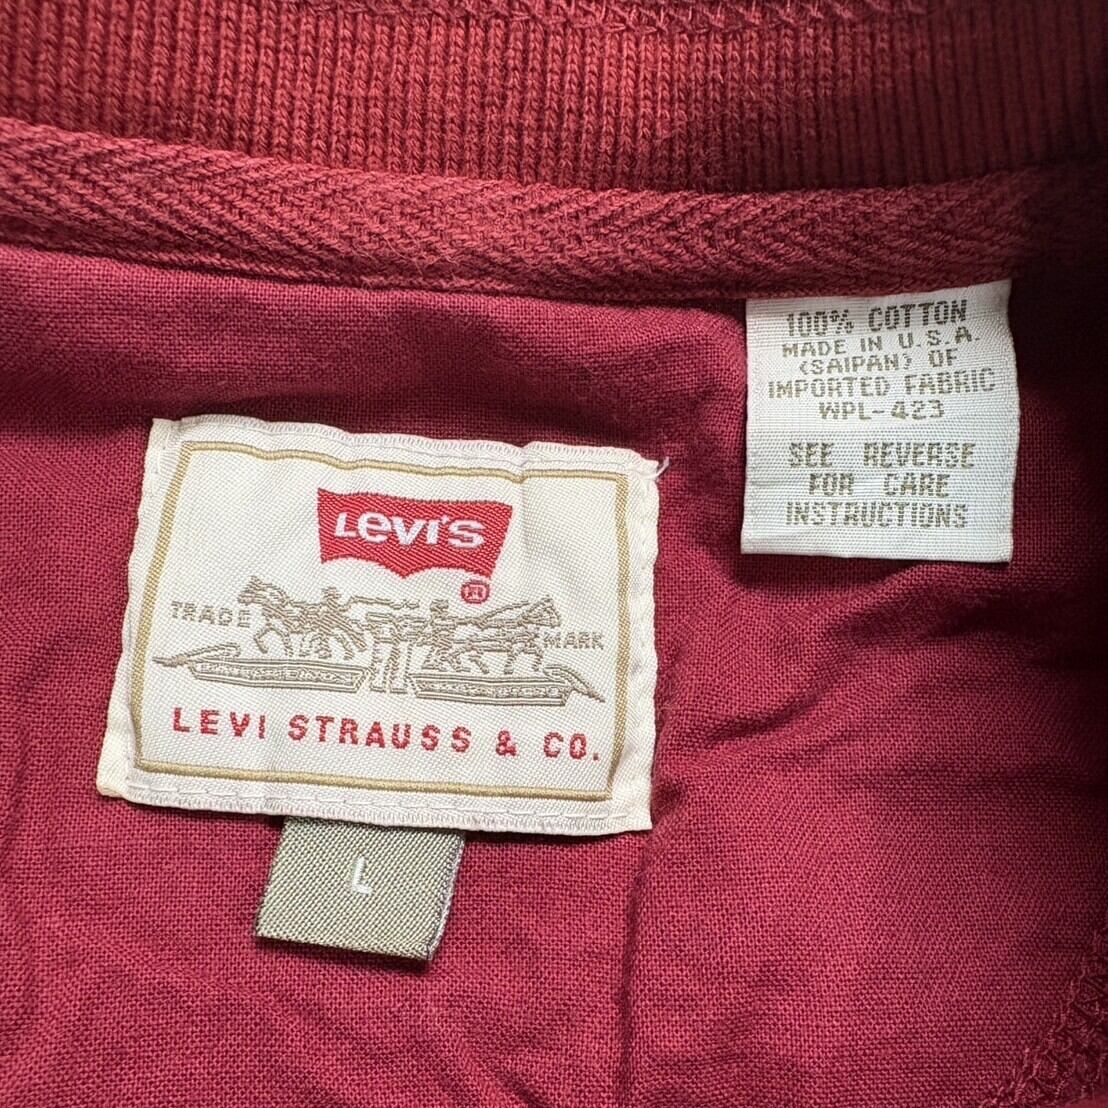 100% COTTON
MADE IN U.S.A.
(SAIPAN) OF
IMPORTED FABRIC
WPL-423
SEE REVERSE
FOR CARE
INSTRUCTIONS
LEVI'S
®
TRADE MARK
LEVI STRAUSS & CO.
L